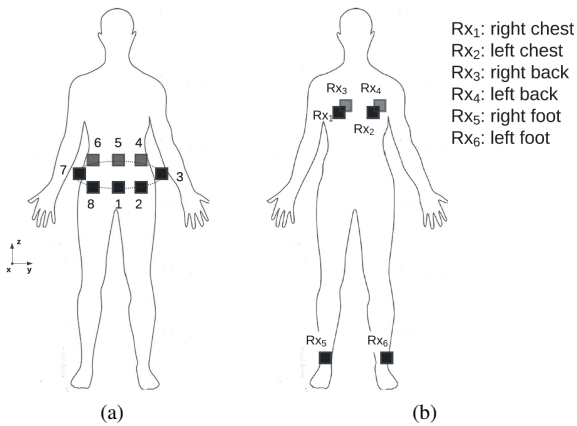 Rx1: right chest
Rx2: left chest
Rx3: right back
Rx4: left back
Rx5: right foot
Rx6: left foot
Rx3 Rx4
Rx1
Rx2
6 5 4
7 3
8 1 2
z
x y
Rx5 Rx6
(a) (b)